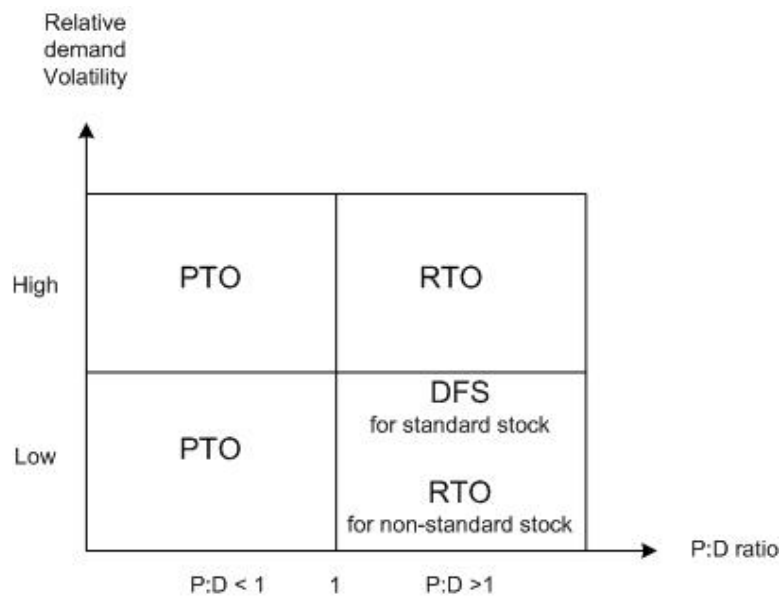 Relative
demand
Volatility
High
PTO
RTO
DFS
for standard stock
Low
PTO
RTO
for non-standard stock
P:D ratio
P:D < 1
1
P:D >1